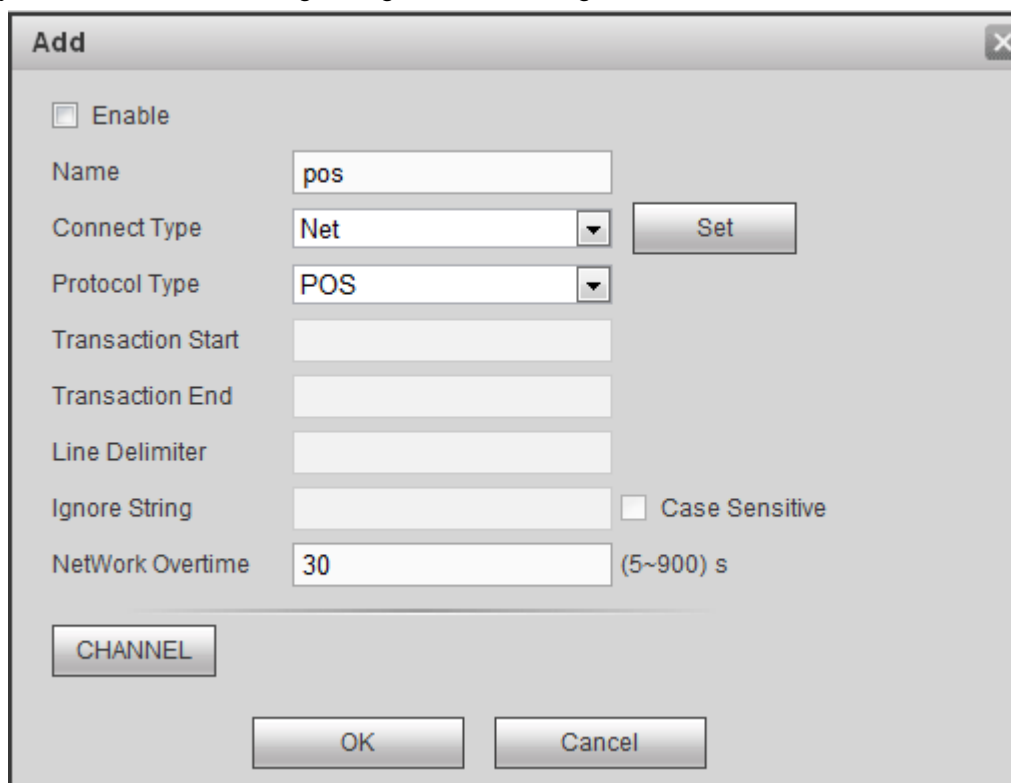 Add
Enable
Name pos
Connect Type Net Set
Protocol Type POS
Transaction Start
Transaction End
Line Delimiter
Ignore String Case Sensitive
NetWork Overtime 30 (5~900) s
CHANNEL
OK Cancel